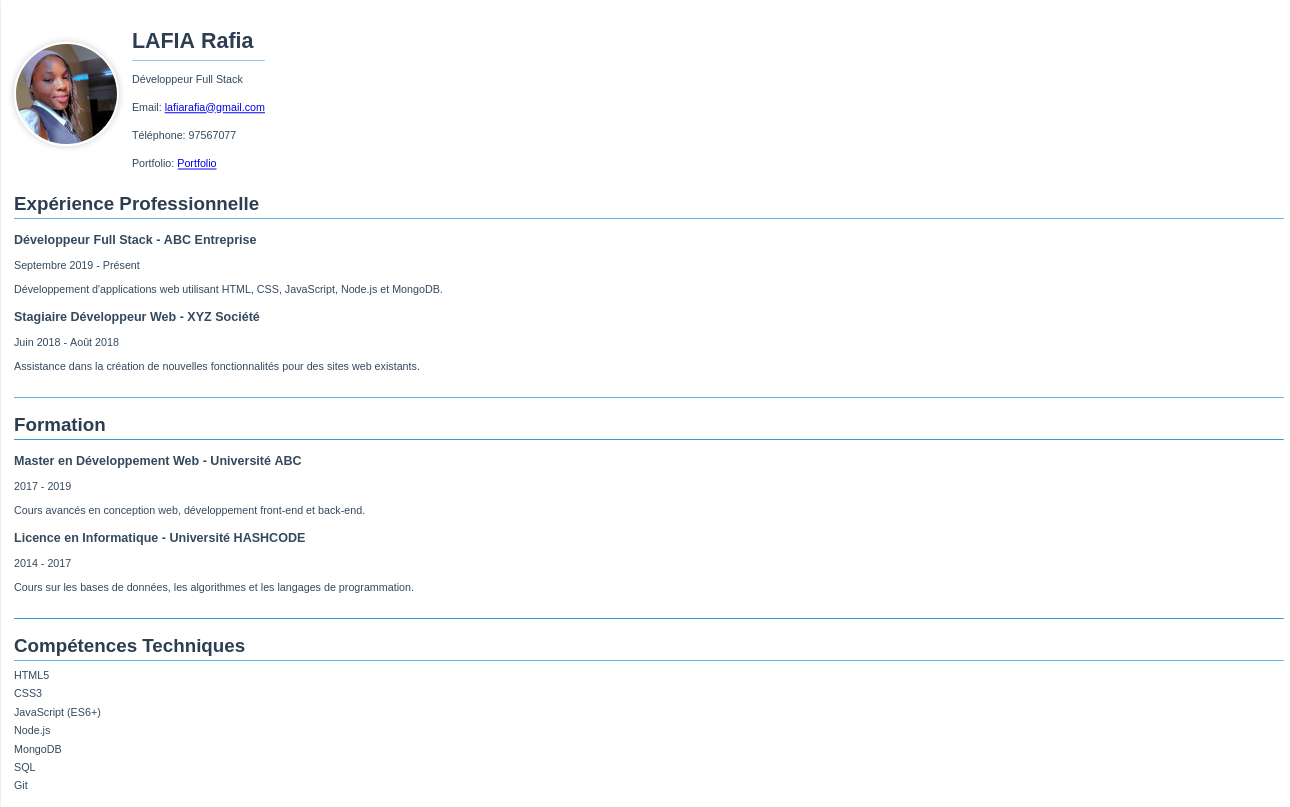 LAFIA Rafia
Développeur Full Stack
Email: lafiarafia@gmail.com
Téléphone: 97567077
Portfolio: Portfolio
Expérience Professionnelle
Développeur Full Stack - ABC Entreprise
Septembre 2019 - Présent
Développement d'applications web utilisant HTML, CSS, JavaScript, Node.js et MongoDB.
Stagiaire Développeur Web - XYZ Société
Juin 2018 - Août 2018
Assistance dans la création de nouvelles fonctionnalités pour des sites web existants.
Formation
Master en Développement Web - Université ABC
2017 - 2019
Cours avancés en conception web, développement front-end et back-end.
Licence en Informatique - Université HASHCODE
2014 - 2017
Cours sur les bases de données, les algorithmes et les langages de programmation.
Compétences Techniques
HTML5
CSS3
JavaScript (ES6+)
Node.js
MongoDB
SQL
Git